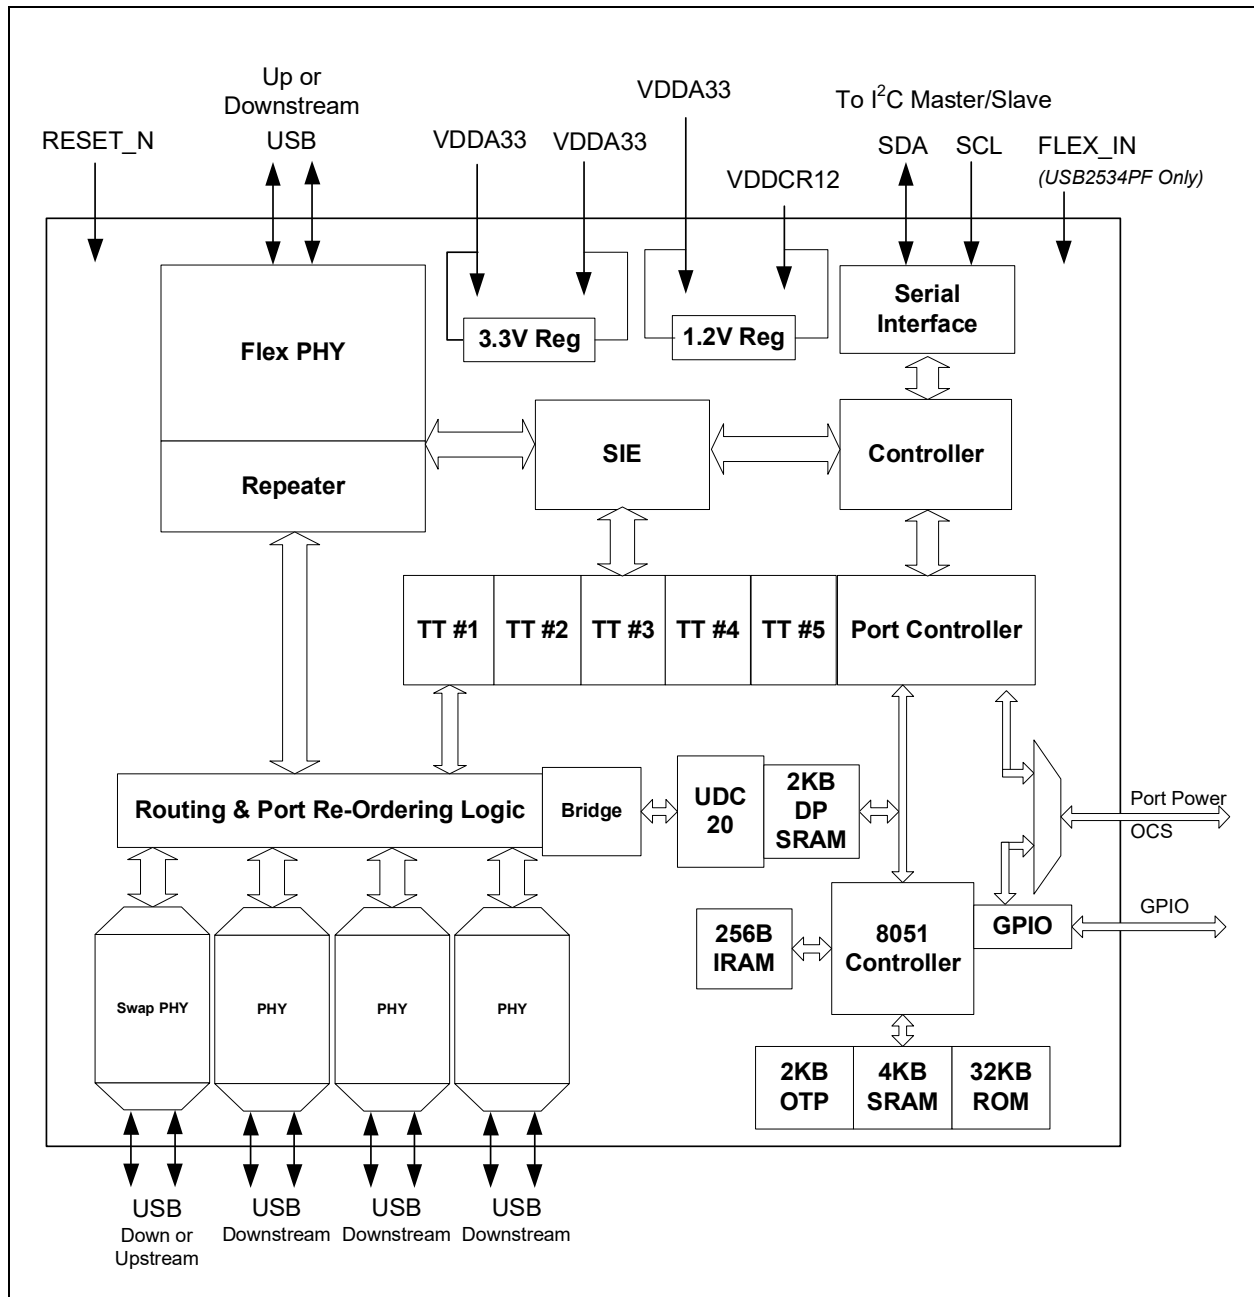 Up or
Downstream
USB
RESET_N
VDDA33
VDDA33
VDDA33
VDDCR12
To I²C Master/Slave
SDA
SCL
FLEX_IN
(USB2534PF Only)
Flex PHY
3.3V Reg
1.2V Reg
Serial
Interface
Repeater
SIE
Controller
TT #1
TT #2
TT #3
TT #4
TT #5
Port Controller
Routing & Port Re-Ordering Logic
Bridge
UDC
20
2KB
DP
SRAM
Port Power
OCS
GPIO
GPIO
256B
IRAM
8051
Controller
Swap PHY
PHY
PHY
PHY
2KB
OTP
4KB
SRAM
32KB
ROM
USB
Down or
Upstream
USB
Downstream
USB
Downstream
USB
Downstream